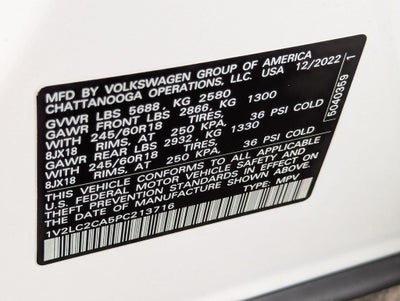 MFD. BY VOLKSWAGEN GROUP OF AMERICA
CHATTANOOGA OPERATIONS, LLC. USA 12/2022
GVWR LBS 5688, KG 2580
GAWR FRONT LBS 2866, KG 1300
WITH 245/60R18
8JX18 RIMS, AT 250 KPA, 36 PSI COLD
GAWR REAR LBS 2932, KG 1330
WITH 245/60R18
8JX18 RIMS, AT 250 KPA, 36 PSI COLD
THIS VEHICLE CONFORMS TO ALL APPLICABLE
U.S. FEDERAL MOTOR VEHICLE SAFETY AND
THEFT PREVENTION STANDARDS IN EFFECT ON
THE DATE OF MANUFACTURE SHOWN ABOVE.
1V2LC2CA5PC213716 TYPE: MPV
5040359 1